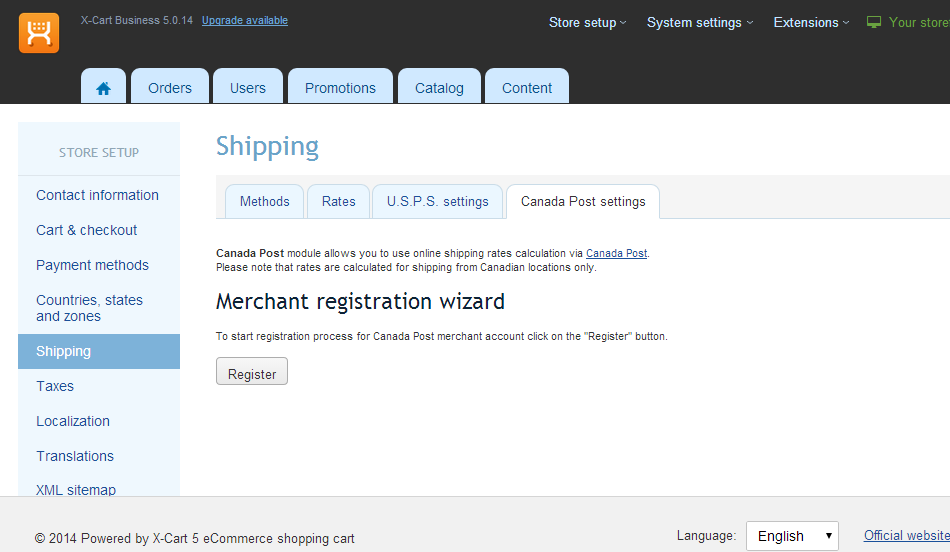 X-Cart Business 5.0.14 Upgrade available
Store setup System settings Extensions Your store
Orders Users Promotions Catalog Content
STORE SETUP
Contact information
Cart & checkout
Payment methods
Countries, states
and zones
Shipping
Taxes
Localization
Translations
XML sitemap
Shipping
Methods Rates U.S.P.S. settings Canada Post settings
Canada Post module allows you to use online shipping rates calculation via Canada Post.
Please note that rates are calculated for shipping from Canadian locations only.
Merchant registration wizard
To start registration process for Canada Post merchant account click on the "Register" button.
Register
© 2014 Powered by X-Cart 5 eCommerce shopping cart
Language: English Official website